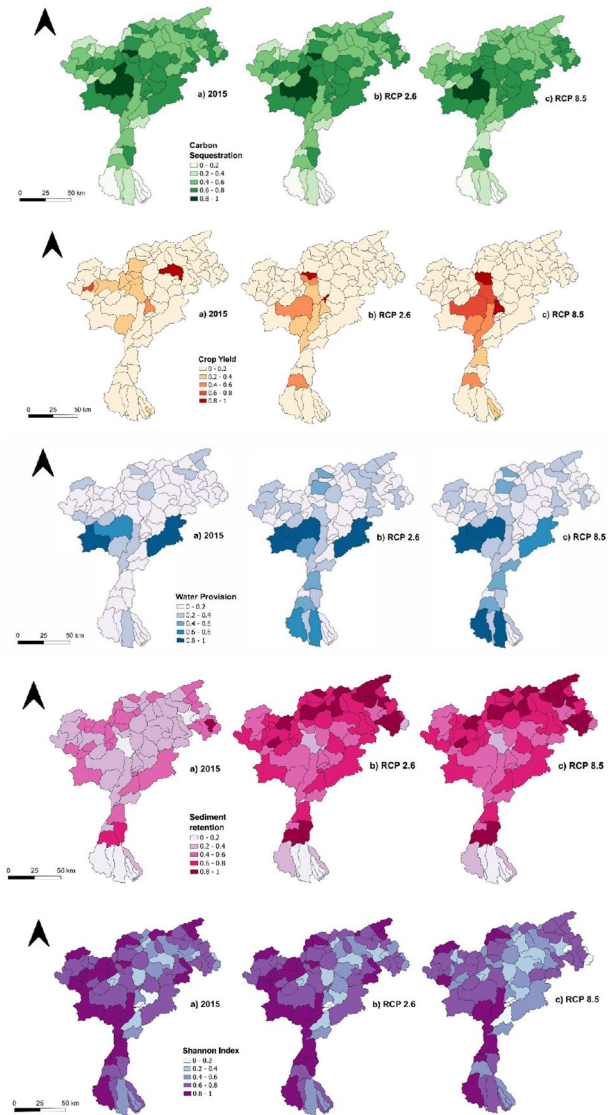 a) 2015
b) RCP 2.6
c) RCP 8.5
Carbon
Sequestration
0 - 0.2
0.2 - 0.4
0.4 - 0.6
0.6 - 0.8
0.8 - 1
0 25 50 km
a) 2015
b) RCP 2.6
c) RCP 8.5
Crop Yield
0 - 0.2
0.2 - 0.4
0.4 - 0.6
0.6 - 0.8
0.8 - 1
0 25 50 km
a) 2015
b) RCP 2.6
c) RCP 8.5
Water Provision
0 - 0.2
0.2 - 0.4
0.4 - 0.6
0.6 - 0.8
0.8 - 1
0 25 50 km
a) 2015
b) RCP 2.6
c) RCP 8.5
Sediment
retention
0 - 0.2
0.2 - 0.4
0.4 - 0.6
0.6 - 0.8
0.8 - 1
0 25 50 km
a) 2015
b) RCP 2.6
c) RCP 8.5
Shannon Index
0 - 0.2
0.2 - 0.4
0.4 - 0.6
0.6 - 0.8
0.8 - 1
0 25 50 km